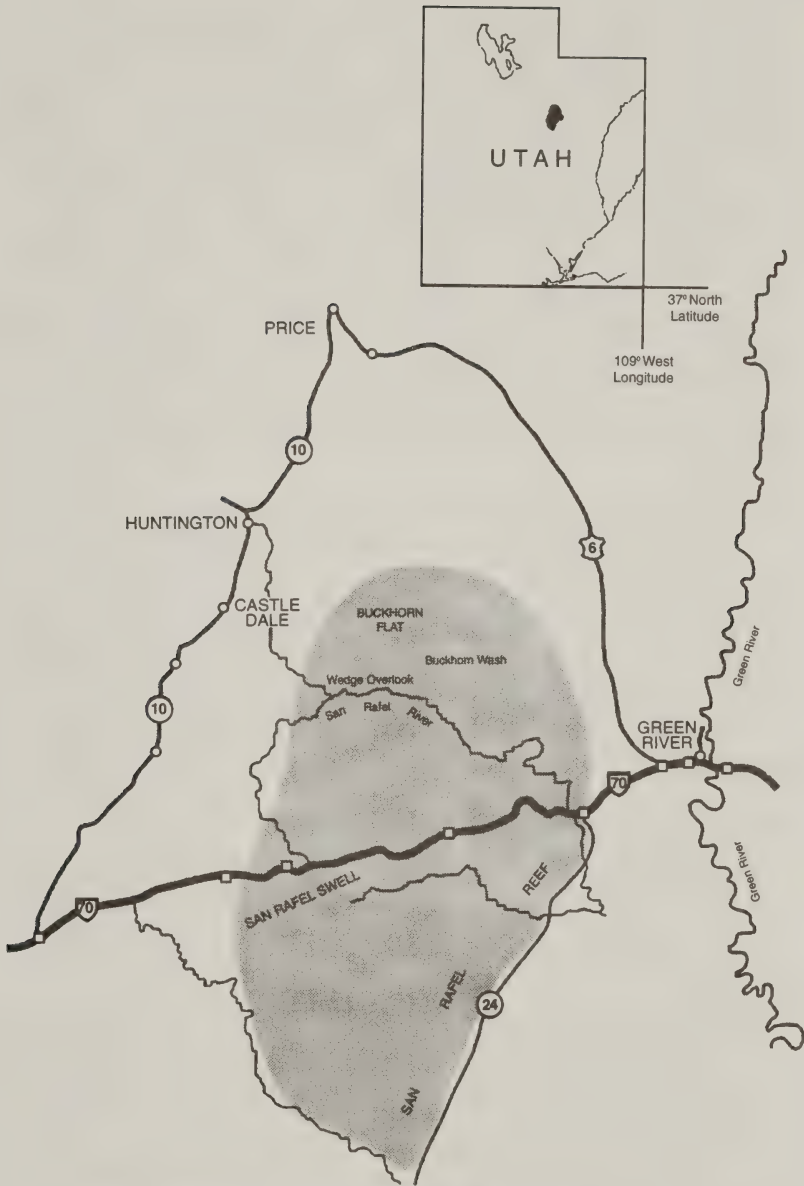 UTAH
37° North
Latitude
109° West
Longitude
PRICE
10
HUNTINGTON
6
CASTLE
DALE
BUCKHORN
FLAT
Buckhorn Wash
Green River
Wedge Overlook
San Rafel River
10
GREEN
RIVER
70
70
SAN RAFEL SWELL
Green River
24
SAN RAFEL REEF